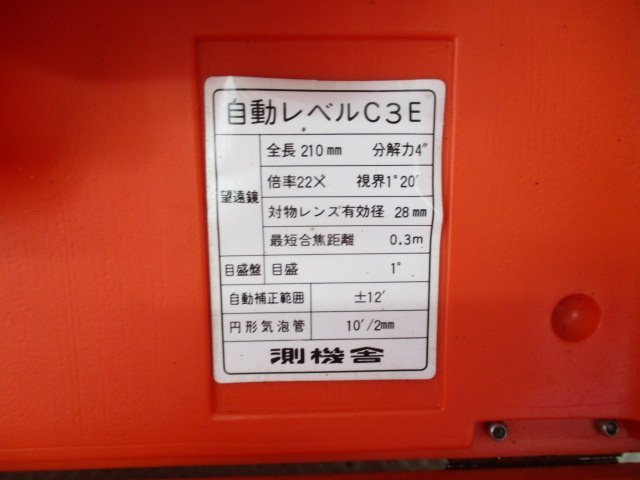 自動レベルC3E
望遠鏡
全長 210mm 分解力4″
倍率22X 視界1°20′
対物レンズ有効径 28mm
最短合焦距離 0.3m
目盛盤 目盛 1°
自動補正範囲 ±12′
円形気泡管 10′/2mm
測機舎